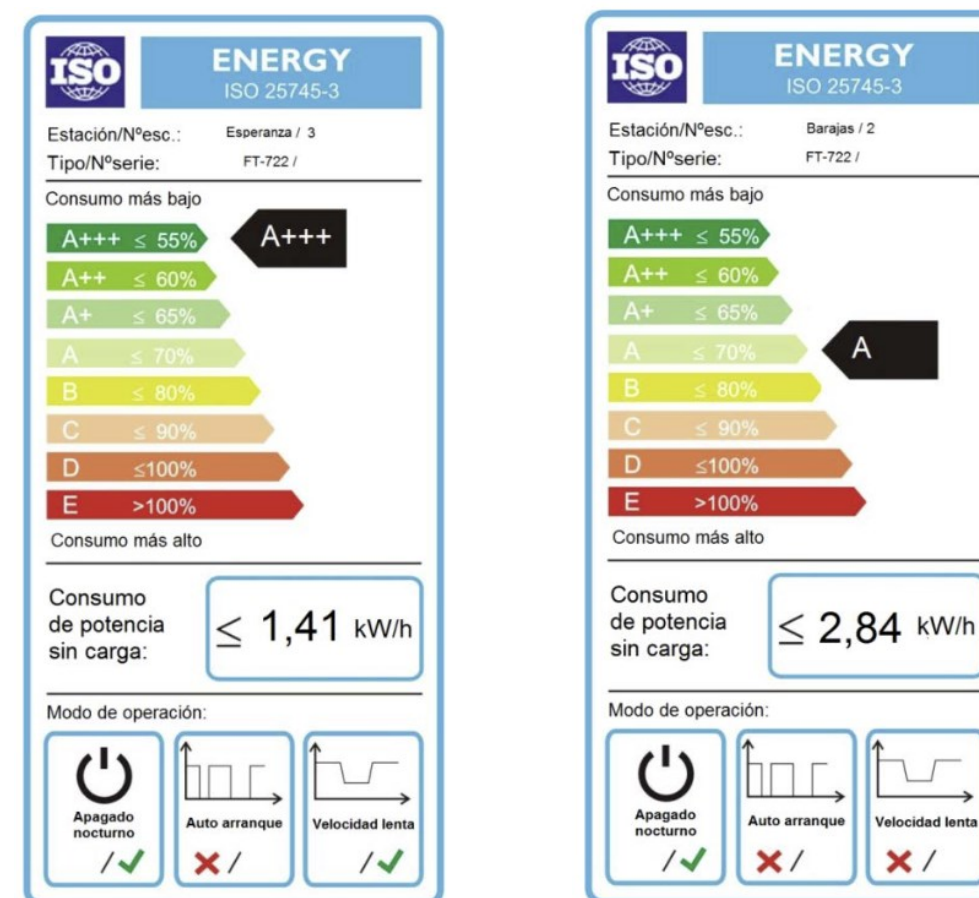 ISO
ENERGY
ISO 25745-3
Estación/Nºesc.: Esperanza / 3
Tipo/Nºserie: FT-722 /
Consumo más bajo
A+++ ≤ 55% A+++
A++ ≤ 60%
A+ ≤ 65%
A ≤ 70%
B ≤ 80%
C ≤ 90%
D ≤100%
E >100%
Consumo más alto
Consumo
de potencia
sin carga:
≤ 1,41 kW/h
Modo de operación:
Apagado
nocturno
/ ✓
Auto arranque
✗ /
Velocidad lenta
/ ✓
ISO
ENERGY
ISO 25745-3
Estación/Nºesc.: Barajas / 2
Tipo/Nºserie: FT-722 /
Consumo más bajo
A+++ ≤ 55%
A++ ≤ 60%
A+ ≤ 65%
A ≤ 70% A
B ≤ 80%
C ≤ 90%
D ≤100%
E >100%
Consumo más alto
Consumo
de potencia
sin carga:
≤ 2,84 kW/h
Modo de operación:
Apagado
nocturno
/ ✓
Auto arranque
✗ /
Velocidad lenta
✗ /